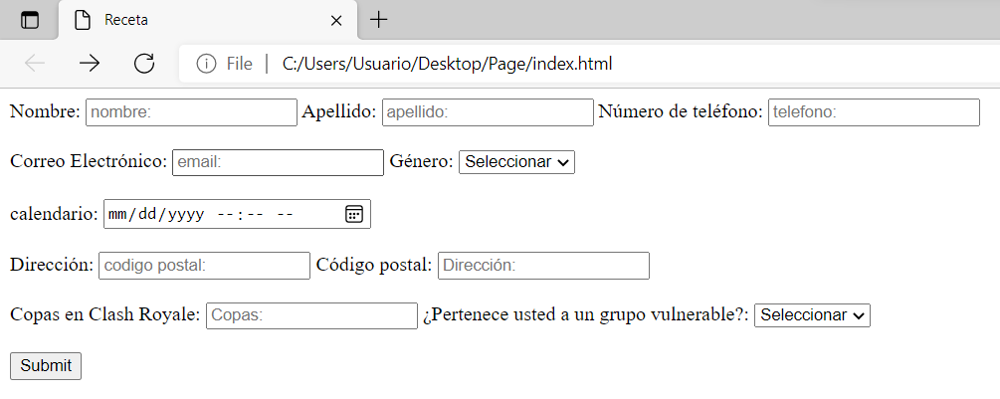 Receta
File | C:/Users/Usuario/Desktop/Page/index.html
Nombre: nombre: Apellido: apellido: Número de teléfono: telefono:
Correo Electrónico: email: Género: Seleccionar
calendario: mm/dd/yyyy --:-- --
Dirección: codigo postal: Código postal: Dirección:
Copas en Clash Royale: Copas: ¿Pertenece usted a un grupo vulnerable?: Seleccionar
Submit